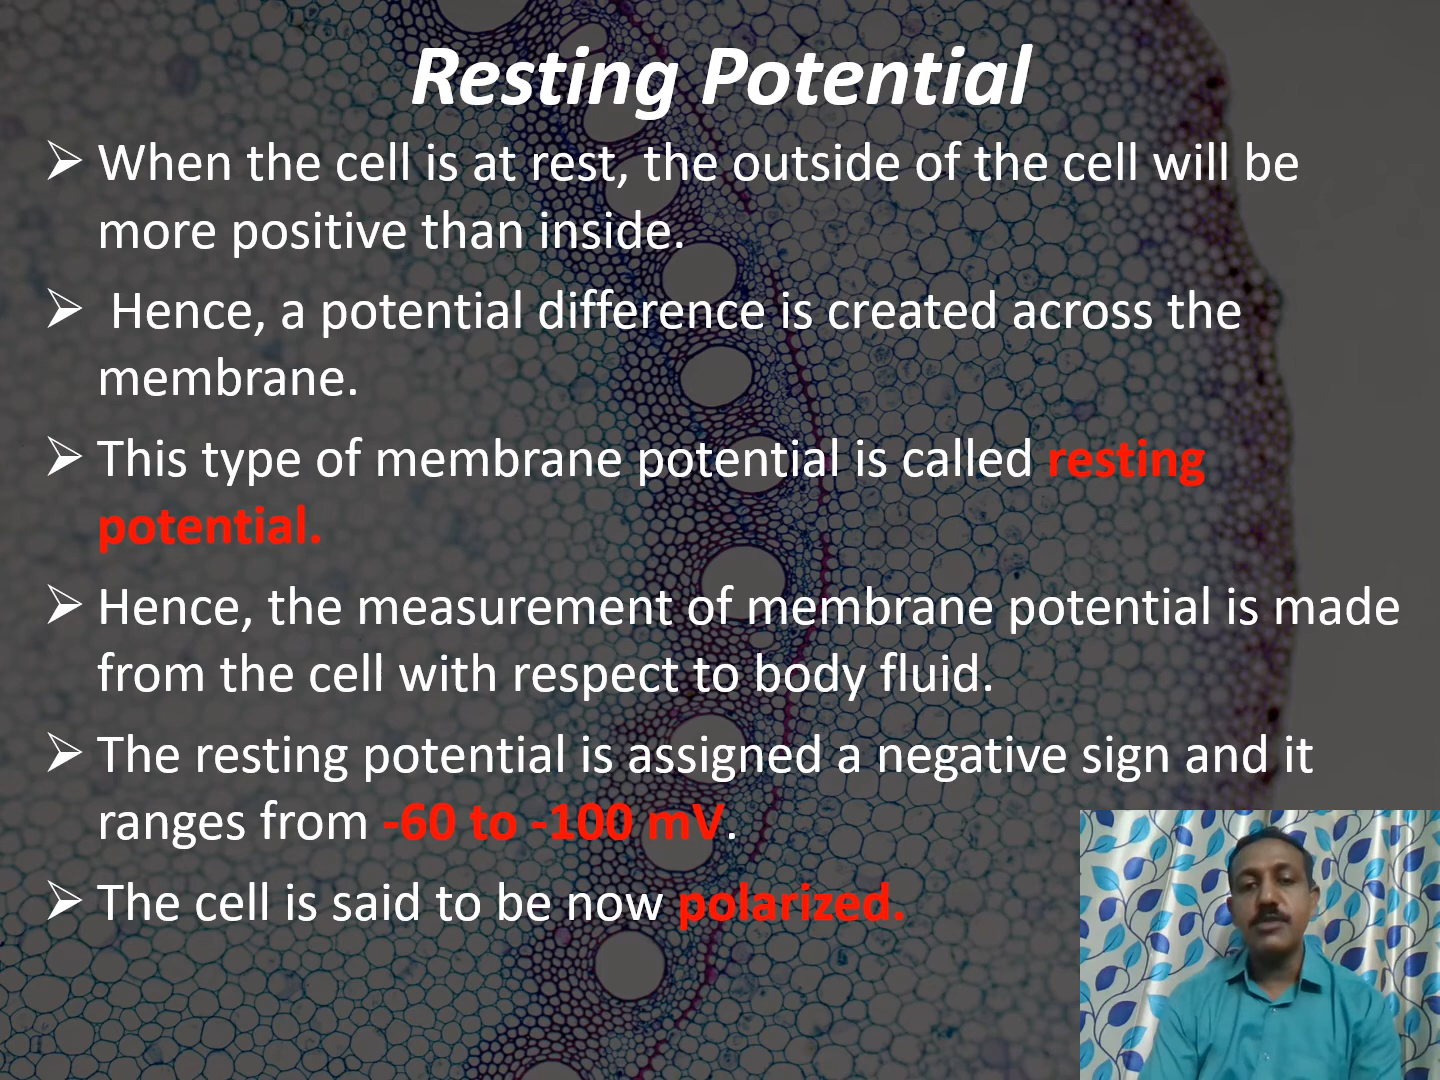 Resting Potential
➢ When the cell is at rest, the outside of the cell will be
more positive than inside.
➢ Hence, a potential difference is created across the
membrane.
➢ This type of membrane potential is called resting
potential.
➢ Hence, the measurement of membrane potential is made
from the cell with respect to body fluid.
➢ The resting potential is assigned a negative sign and it
ranges from -60 to -100 mV.
➢ The cell is said to be now polarized.